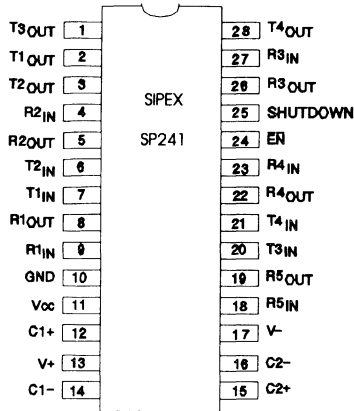 T3OUT 1 28 T4OUT
T1OUT 2 27 R3IN
T2OUT 3 26 R3OUT
SIPEX
R2IN 4 25 SHUTDOWN
R2OUT 5 SP241 24 E̅N̅
T2IN 6 23 R4IN
T1IN 7 22 R4OUT
R1OUT 8 21 T4IN
R1IN 9 20 T3IN
GND 10 19 R5OUT
Vcc 11 18 R5IN
C1+ 12 17 V-
V+ 13 16 C2-
C1- 14 15 C2+